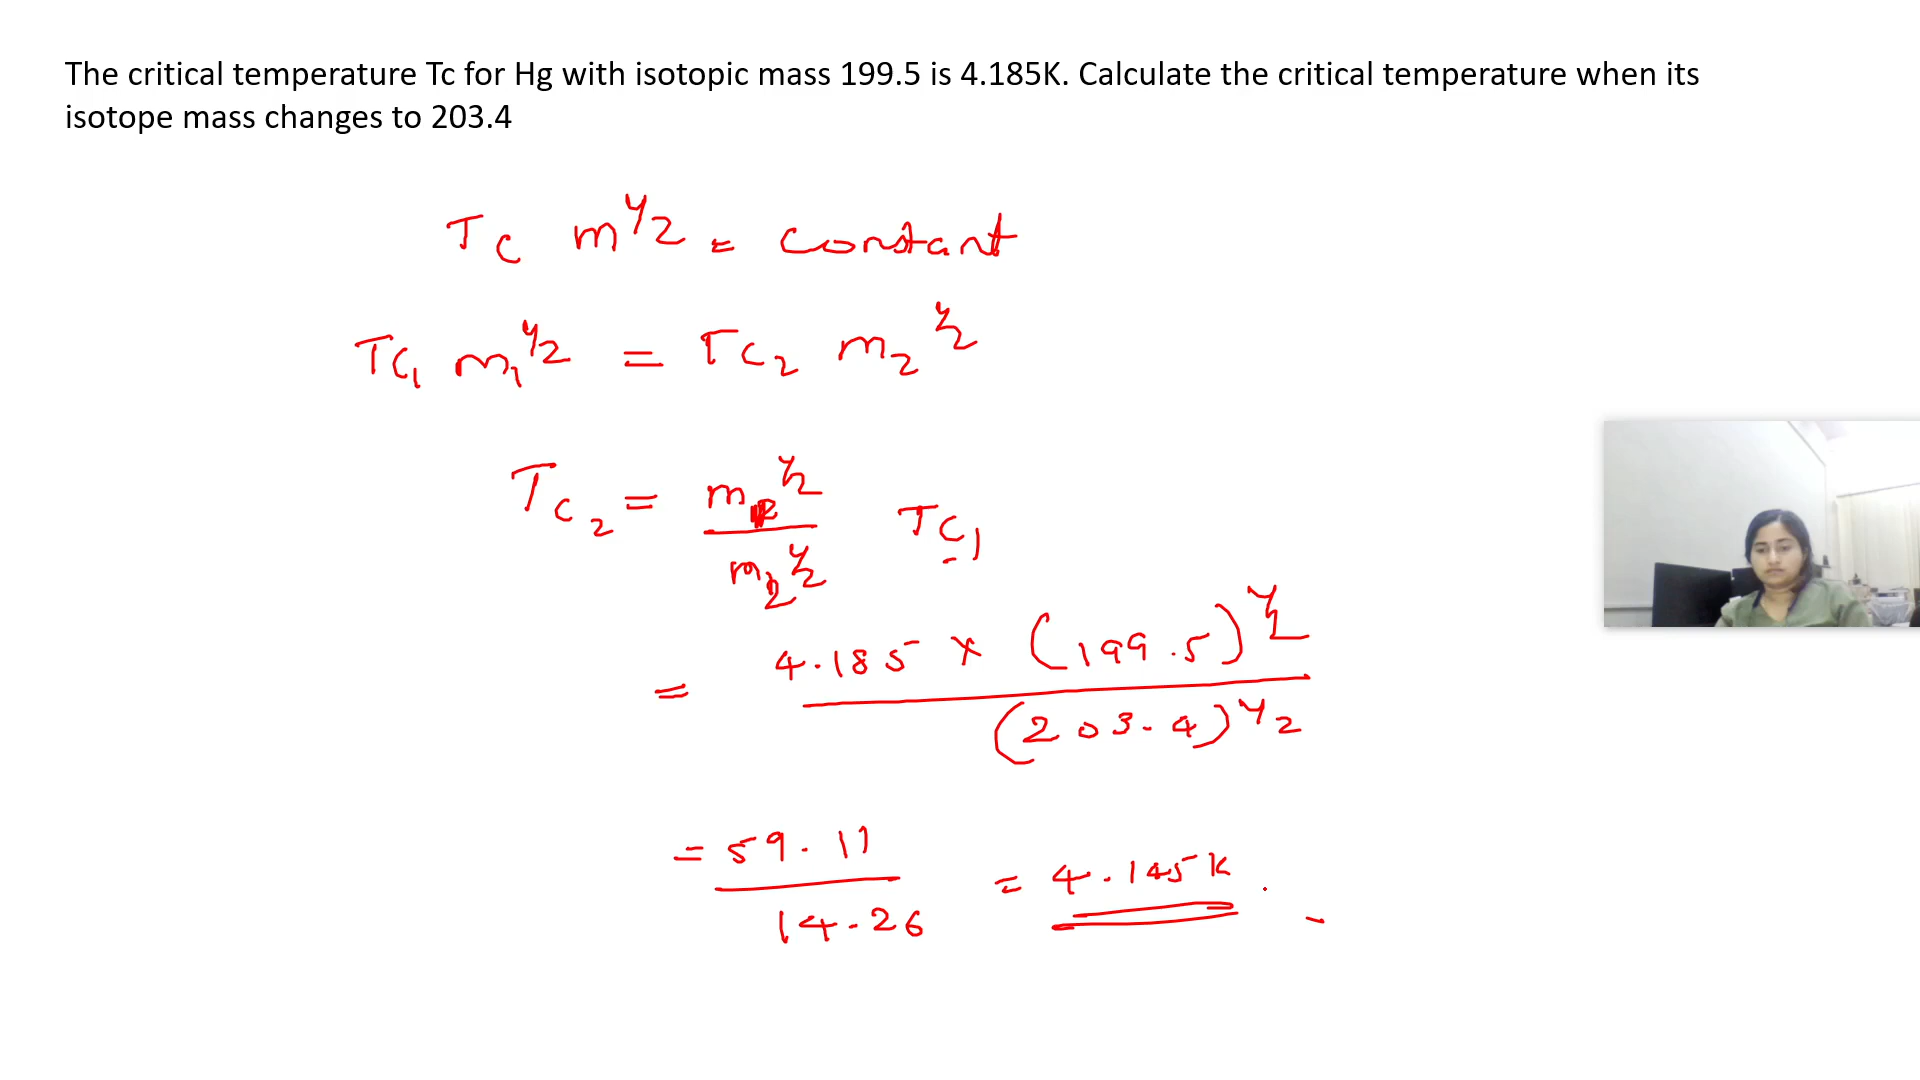 The critical temperature Tc for Hg with isotopic mass 199.5 is 4.185K. Calculate the critical temperature when its
isotope mass changes to 203.4
Tc m^1/2 = constant
Tc1 m1^1/2 = Tc2 m2^1/2
Tc2 = m1^1/2 / m2^1/2 Tc1
= 4.185 x (199.5)^1/2 / (203.4)^1/2
= 59.11 / 14.26 = 4.145K.